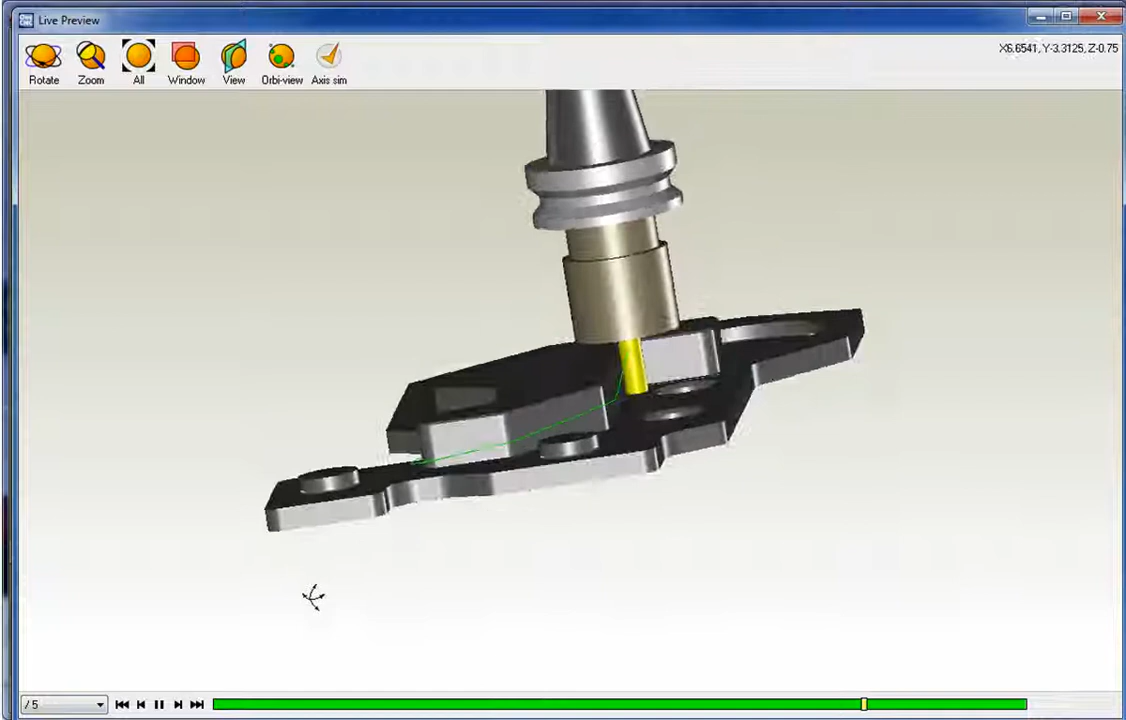 Live Preview
X6.6541, Y-3.3125, Z-0.75
Rotate Zoom All Window View Orbi-view Axis sim
/ 5